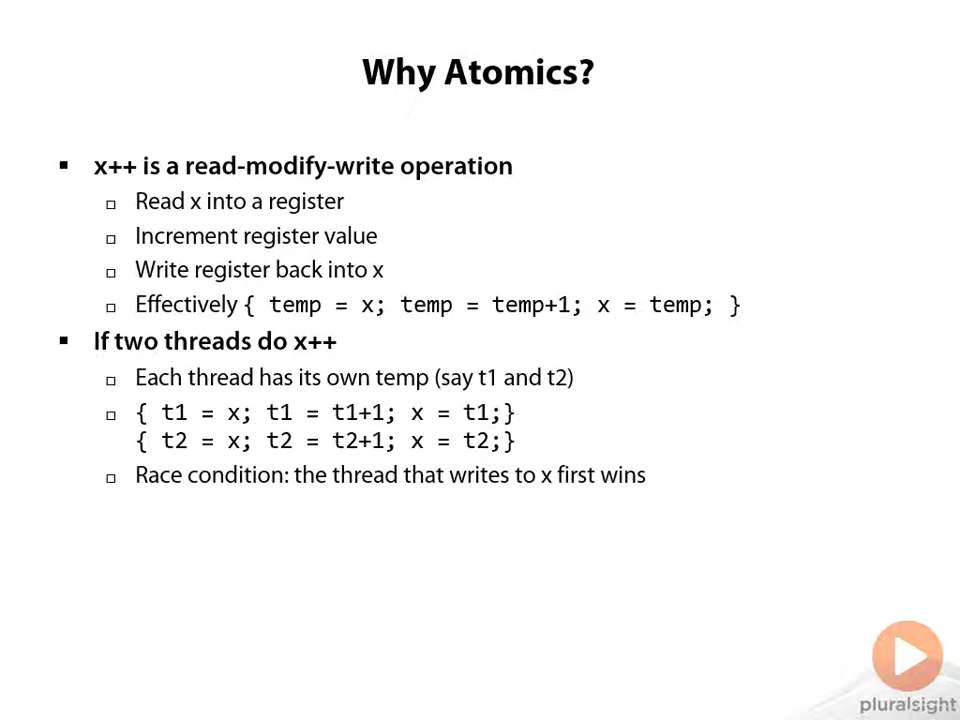 Why Atomics?
x++ is a read-modify-write operation
Read x into a register
Increment register value
Write register back into x
Effectively { temp = x; temp = temp+1; x = temp; }
If two threads do x++
Each thread has its own temp (say t1 and t2)
{ t1 = x; t1 = t1+1; x = t1;}
{ t2 = x; t2 = t2+1; x = t2;}
Race condition: the thread that writes to x first wins
pluralsight